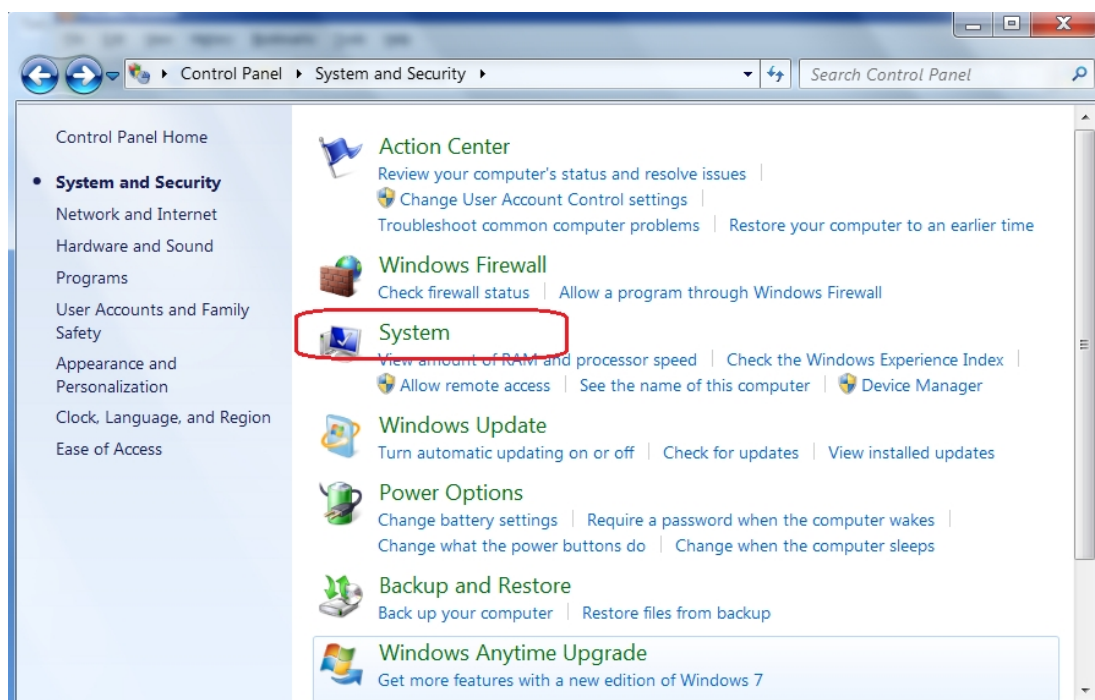 Control Panel System and Security Search Control Panel
Control Panel Home
System and Security
Network and Internet
Hardware and Sound
Programs
User Accounts and Family
Safety
Appearance and
Personalization
Clock, Language, and Region
Ease of Access
Action Center
Review your computer's status and resolve issues
Change User Account Control settings
Troubleshoot common computer problems Restore your computer to an earlier time
Windows Firewall
Check firewall status Allow a program through Windows Firewall
System
View amount of RAM and processor speed Check the Windows Experience Index
Allow remote access See the name of this computer Device Manager
Windows Update
Turn automatic updating on or off Check for updates View installed updates
Power Options
Change battery settings Require a password when the computer wakes
Change what the power buttons do Change when the computer sleeps
Backup and Restore
Back up your computer Restore files from backup
Windows Anytime Upgrade
Get more features with a new edition of Windows 7